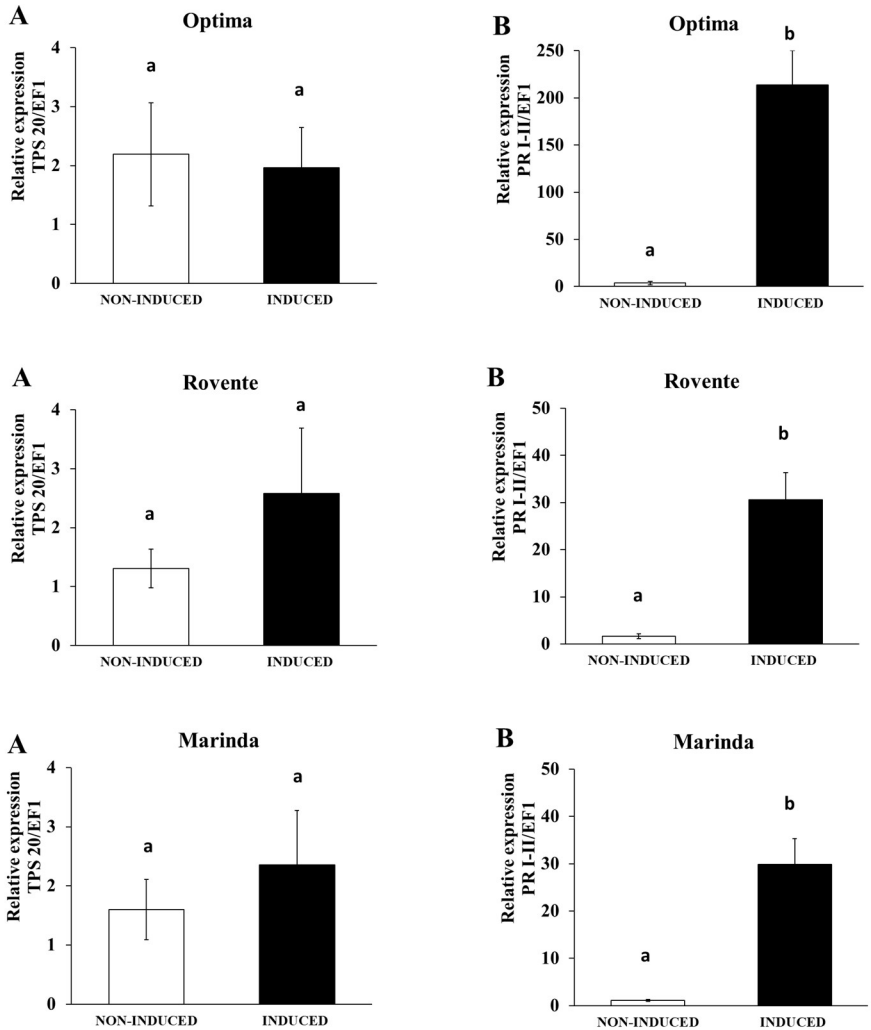 A
Optima
Relative expression
TPS 20/EF1
4
a
a
3
2
1
0
NON-INDUCED
INDUCED
B
Optima
Relative expression
PR I-II/EF1
250
b
200
150
100
50
a
0
NON-INDUCED
INDUCED
A
Rovente
Relative expression
TPS 20/EF1
4
a
3
2
a
1
0
NON-INDUCED
INDUCED
B
Rovente
Relative expression
PR I-II/EF1
50
b
40
30
20
10
a
0
NON-INDUCED
INDUCED
A
Marinda
Relative expression
TPS 20/EF1
4
a
3
a
2
1
0
NON-INDUCED
INDUCED
B
Marinda
Relative expression
PR I-II/EF1
50
b
40
30
20
10
a
0
NON-INDUCED
INDUCED